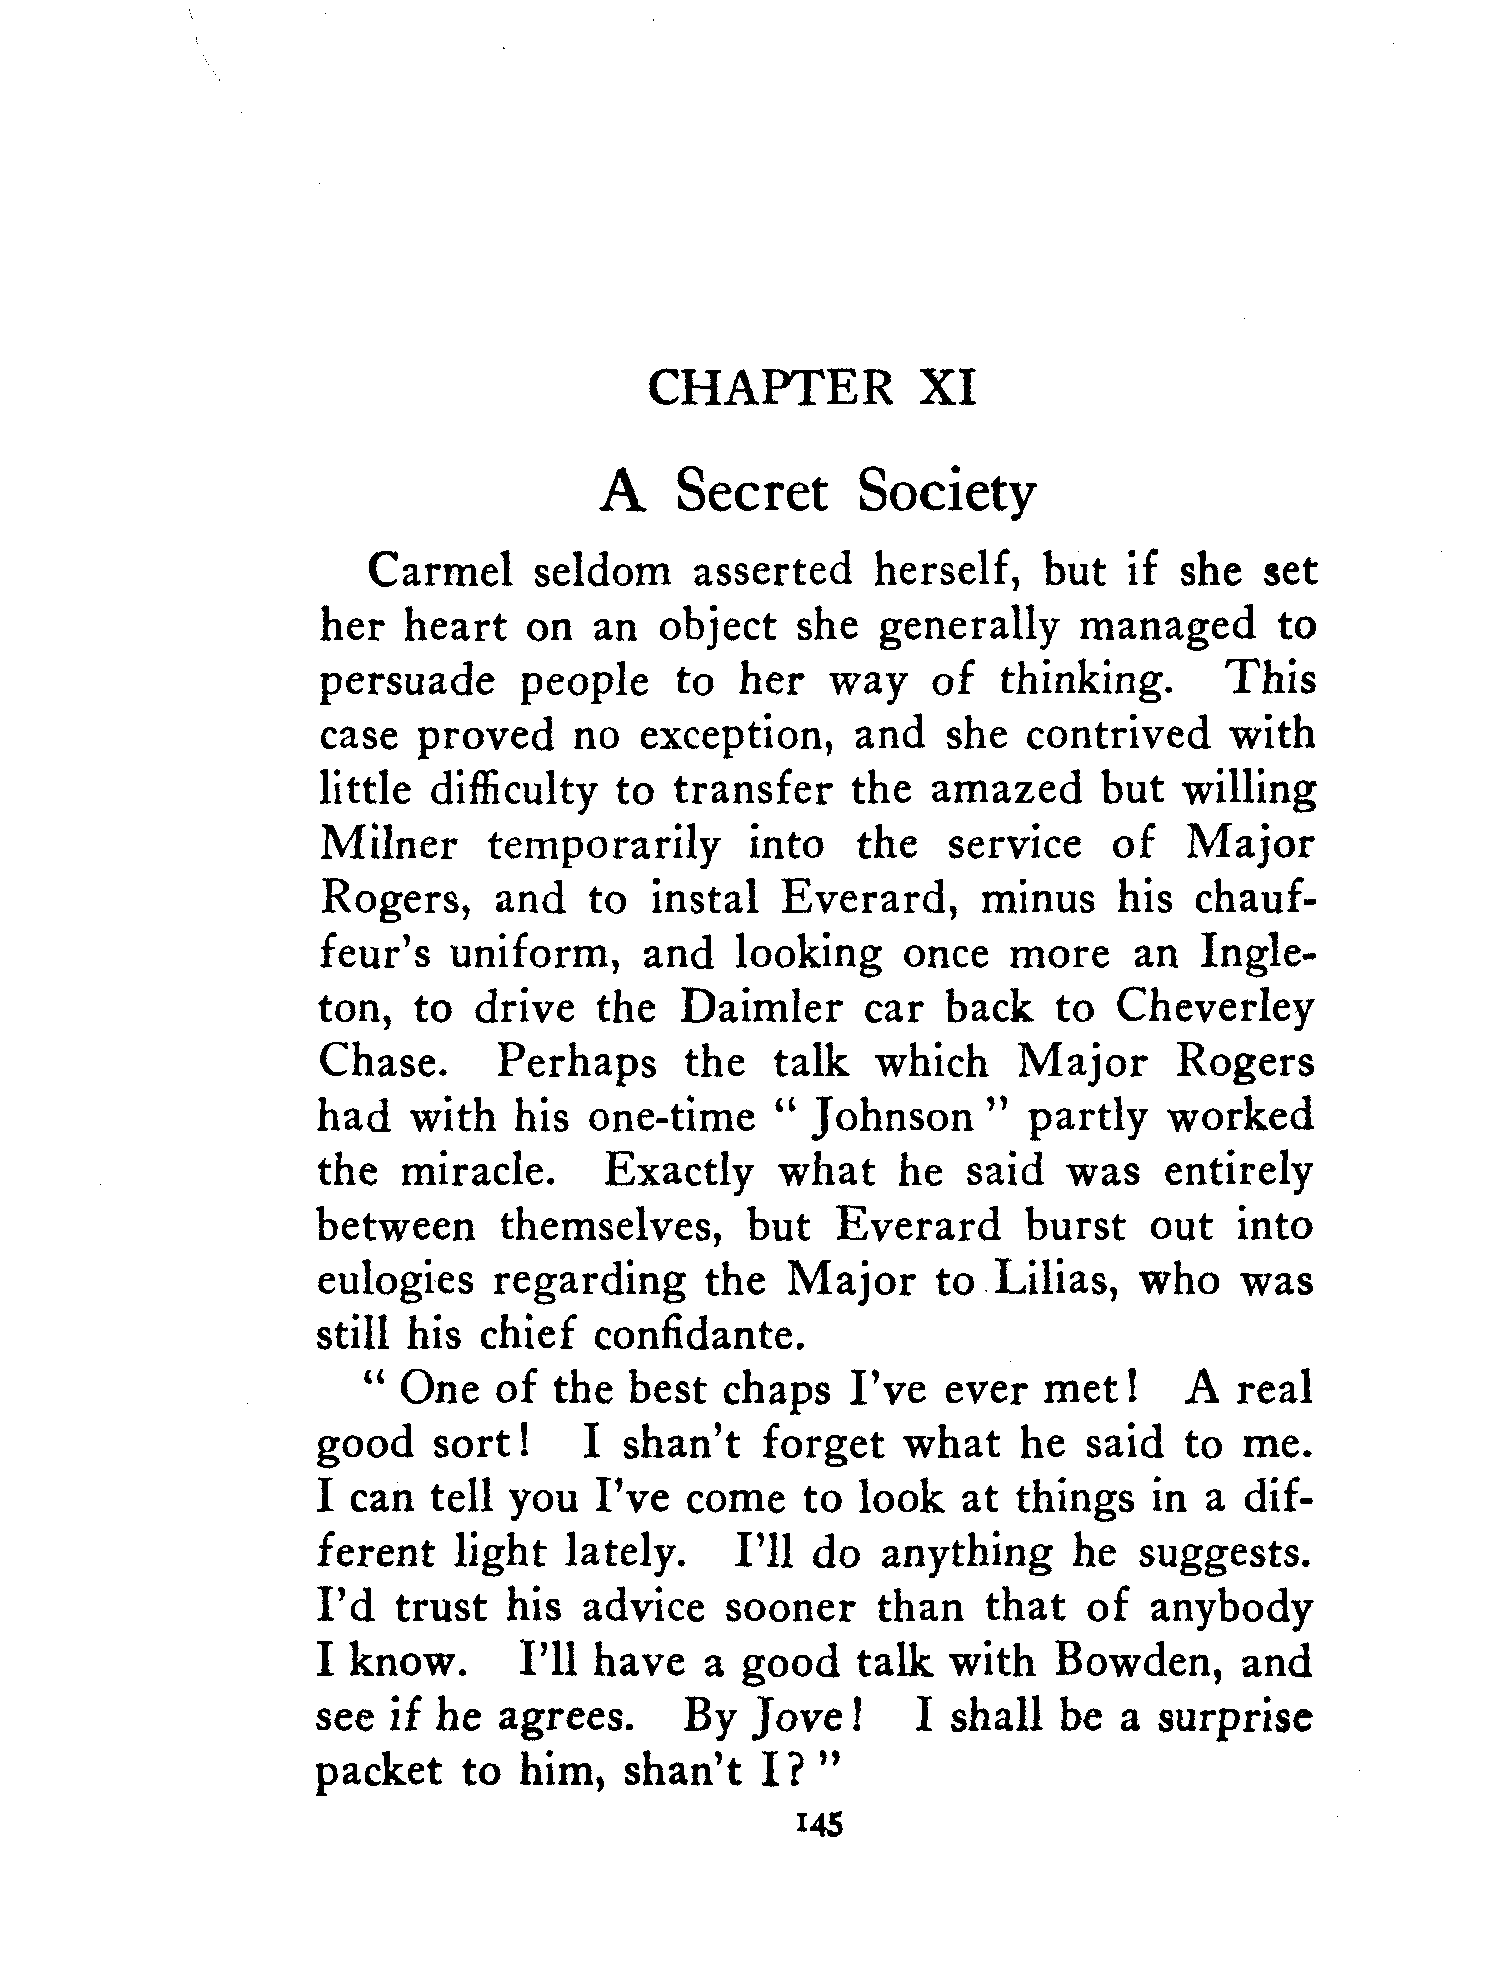 CHAPTER XI
A Secret Society
Carmel seldom asserted herself, but if she set
her heart on an object she generally managed to
persuade people to her way of thinking. This
case proved no exception, and she contrived with
little difficulty to transfer the amazed but willing
Milner temporarily into the service of Major
Rogers, and to instal Everard, minus his chauf-
feur's uniform, and looking once more an Ingle-
ton, to drive the Daimler car back to Cheverley
Chase. Perhaps the talk which Major Rogers
had with his one-time “ Johnson ” partly worked
the miracle. Exactly what he said was entirely
between themselves, but Everard burst out into
eulogies regarding the Major to Lilias, who was
still his chief confidante.
“ One of the best chaps I've ever met! A real
good sort! I shan't forget what he said to me.
I can tell you I've come to look at things in a dif-
ferent light lately. I'll do anything he suggests.
I'd trust his advice sooner than that of anybody
I know. I'll have a good talk with Bowden, and
see if he agrees. By Jove! I shall be a surprise
packet to him, shan't I? ”
145